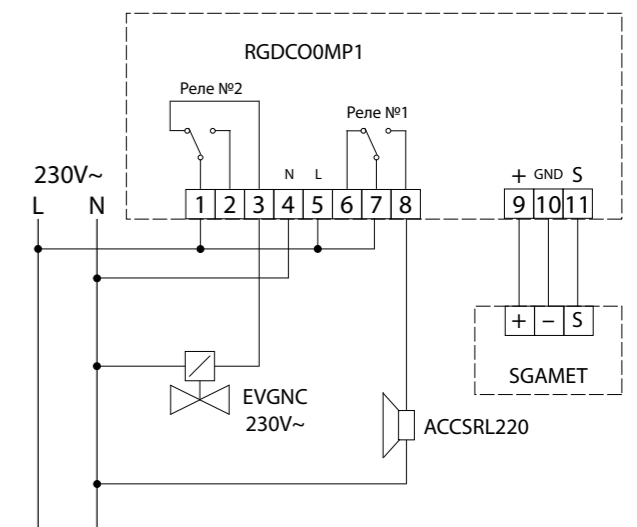 RGDCO0MP1
Реле №2
Реле №1
230V~
L N
N L
+ GND S
1 2 3 4 5 6 7 8
9 10 11
+ – S
SGAMET
EVGNC
230V~
ACCSRL220